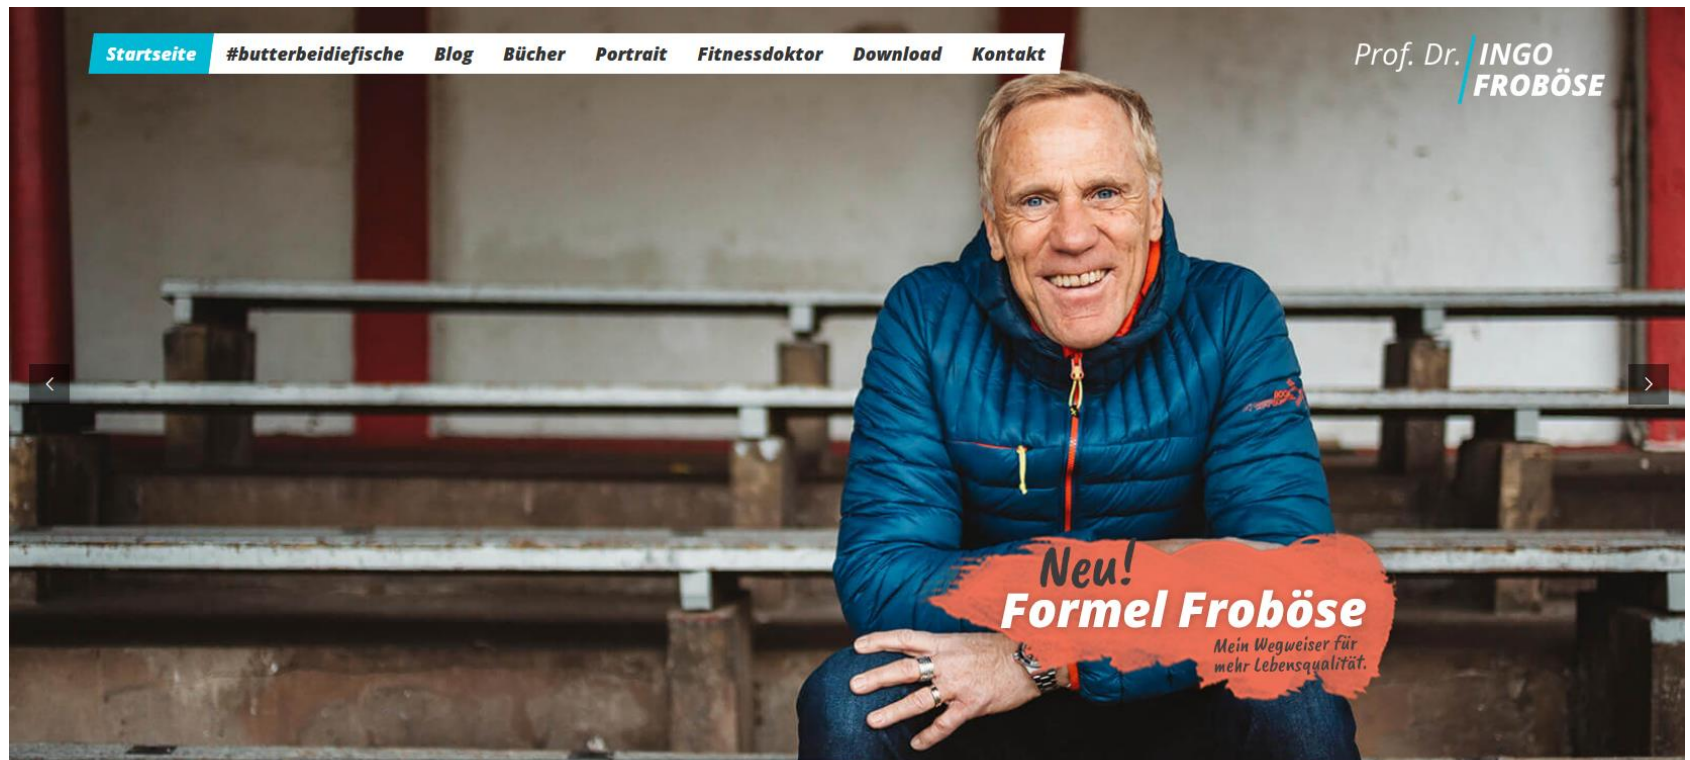 Startseite #butterbeidiefische Blog Bücher Portrait Fitnessdoktor Download Kontakt
Prof. Dr. INGO
FROBÖSE
Neu!
Formel Froböse
Mein Wegweiser für
mehr Lebensqualität.